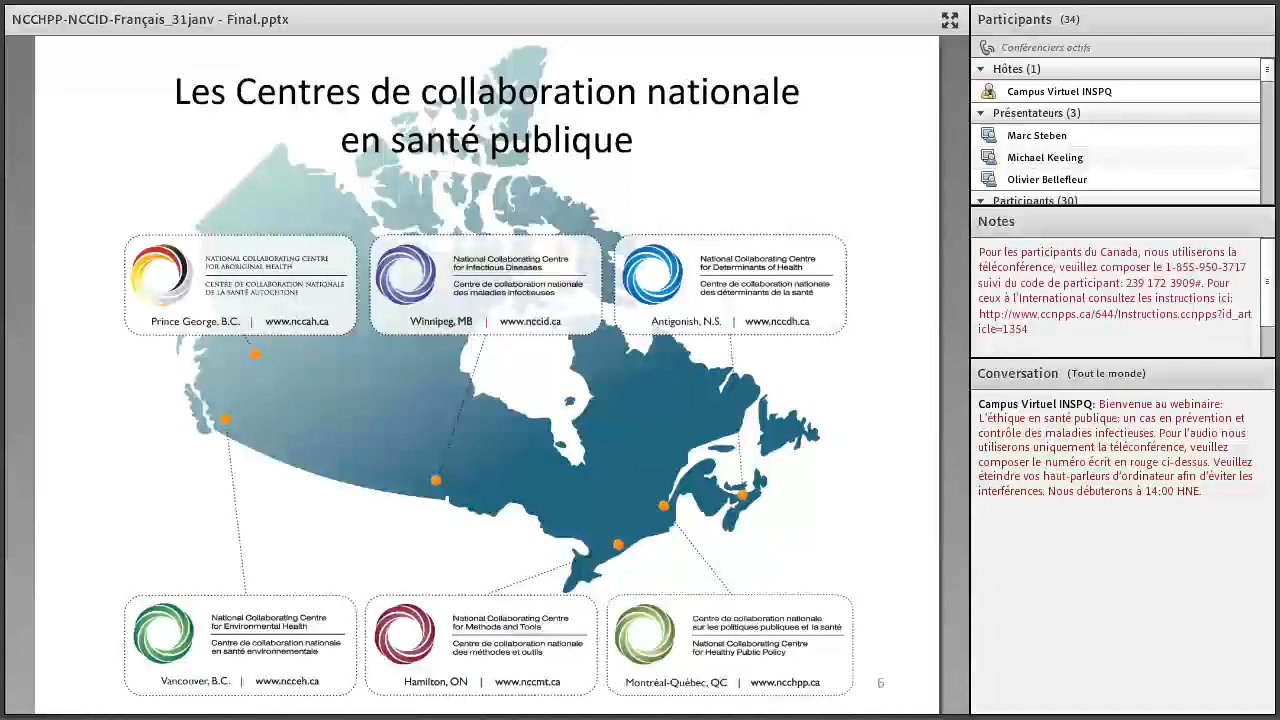 NCCHPP-NCCID-Français_31janv - Final.pptx
Les Centres de collaboration nationale
en santé publique
NATIONAL COLLABORATING CENTRE
FOR ABORIGINAL HEALTH
CENTRE DE COLLABORATION NATIONALE
DE LA SANTÉ AUTOCHTONE
Prince George, B.C. | www.nccah.ca
National Collaborating Centre
for Infectious Diseases
Centre de collaboration nationale
des maladies infectieuses
Winnipeg, MB | www.nccid.ca
National Collaborating Centre
for Determinants of Health
Centre de collaboration nationale
des déterminants de la santé
Antigonish, N.S. | www.nccdh.ca
National Collaborating Centre
for Environmental Health
Centre de collaboration nationale
en santé environnementale
Vancouver, B.C. | www.ncceh.ca
National Collaborating Centre
for Methods and Tools
Centre de collaboration nationale
des méthodes et outils
Hamilton, ON | www.nccmt.ca
Centre de collaboration nationale
sur les politiques publiques et la santé
National Collaborating Centre
for Healthy Public Policy
Montréal-Québec, QC | www.ncchpp.ca
6
Participants (34)
Conférenciers actifs
Hôtes (1)
Campus Virtuel INSPQ
Présentateurs (3)
Marc Steben
Michael Keeling
Olivier Bellefleur
Participants (30)
Notes
Pour les participants du Canada, nous utiliserons la
téléconférence, veuillez composer le 1-855-950-3717
suivi du code de participant: 239 172 3909#. Pour
ceux à l'International consultez les instructions ici:
http://www.ccnpps.ca/644/Instructions.ccnpps?id_art
icle=1354
Conversation (Tout le monde)
Campus Virtuel INSPQ: Bienvenue au webinaire:
L'éthique en santé publique: un cas en prévention et
contrôle des maladies infectieuses. Pour l'audio nous
utiliserons uniquement la téléconférence, veuillez
composer le numéro écrit en rouge ci-dessus. Veuillez
éteindre vos haut-parleurs d'ordinateur afin d'éviter les
interférences. Nous débuterons à 14:00 HNE.